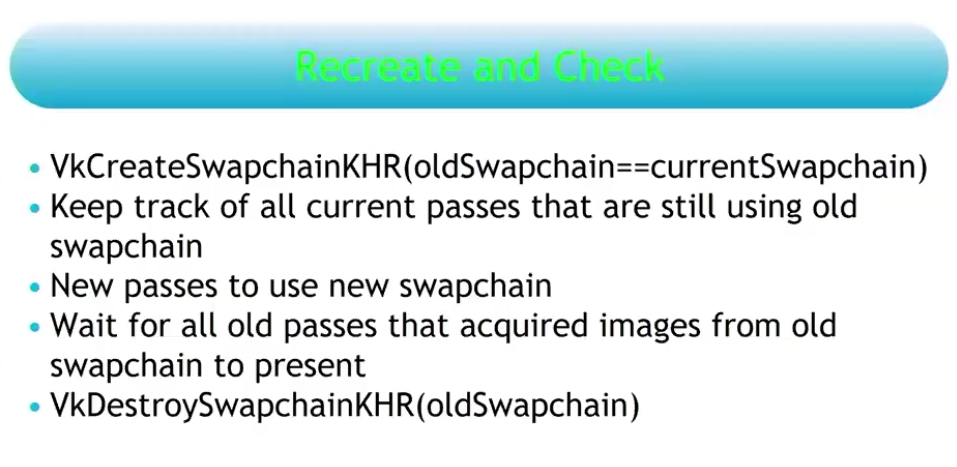 Recreate and Check
• VkCreateSwapchainKHR(oldSwapchain==currentSwapchain)
• Keep track of all current passes that are still using old
swapchain
• New passes to use new swapchain
• Wait for all old passes that acquired images from old
swapchain to present
• VkDestroySwapchainKHR(oldSwapchain)